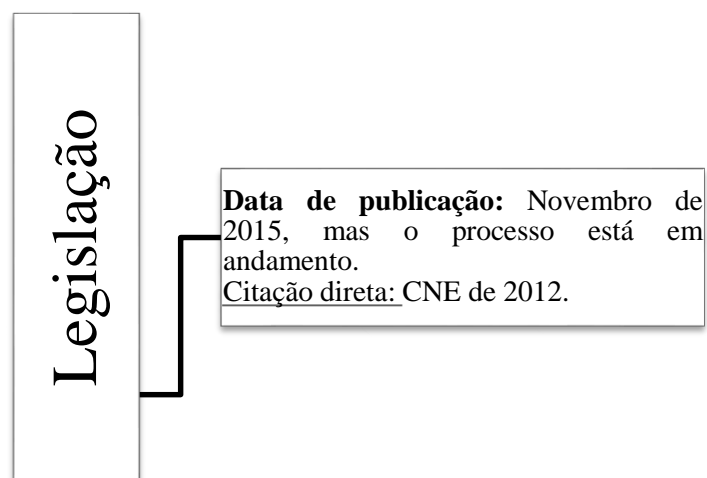 Legislação
Data de publicação: Novembro de
2015, mas o processo está em
andamento.
Citação direta: CNE de 2012.